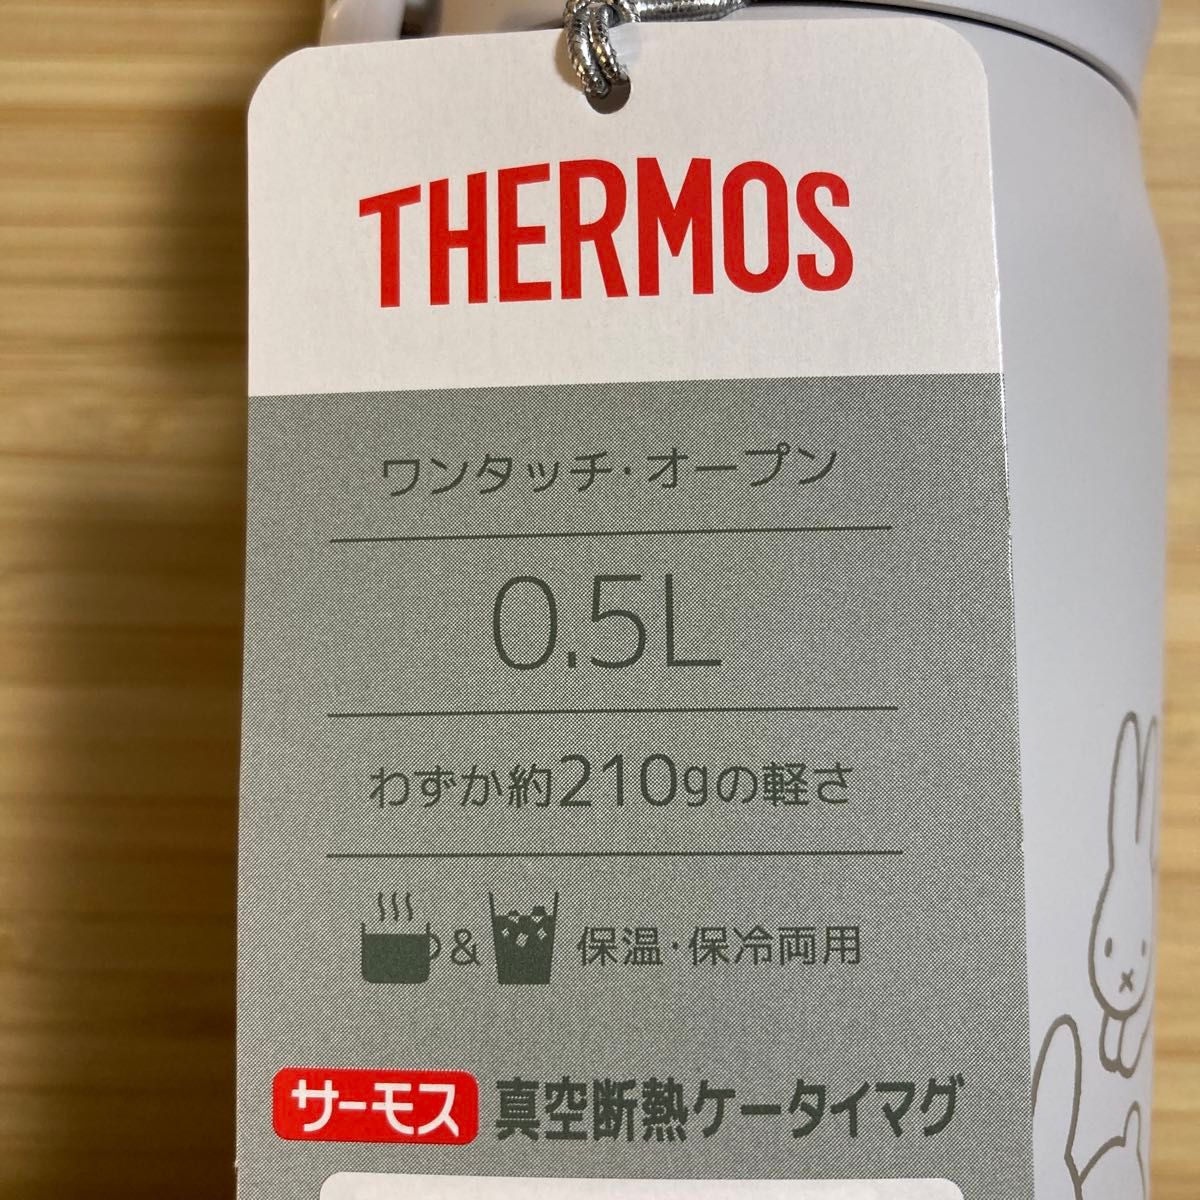 THERMOS
ワンタッチ・オープン
0.5L
わずか約210gの軽さ
& 保温・保冷両用
サーモス 真空断熱ケータイマグ